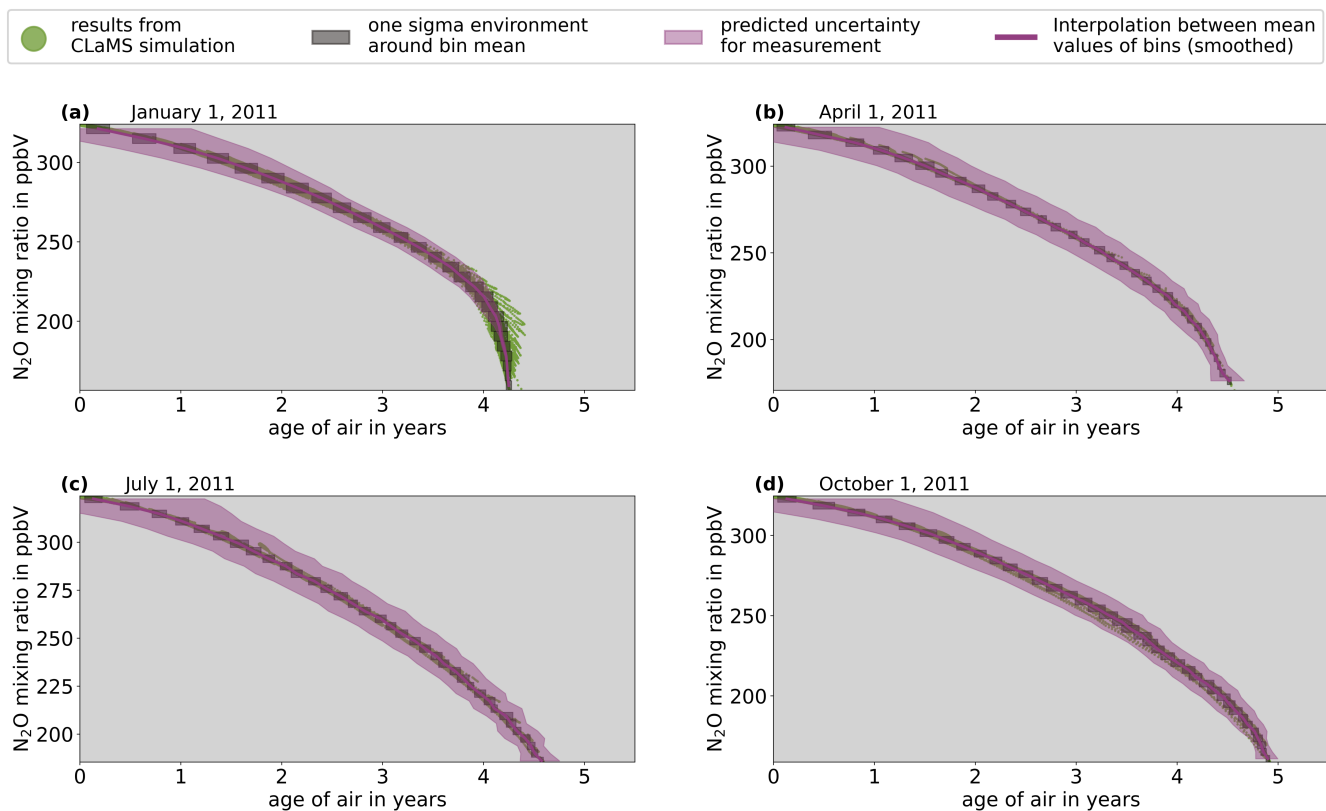 results from
CLaMS simulation
one sigma environment
around bin mean
predicted uncertainty
for measurement
Interpolation between mean
values of bins (smoothed)
(a) January 1, 2011
N₂O mixing ratio in ppbV
300
250
200
0 1 2 3 4 5
age of air in years
(b) April 1, 2011
N₂O mixing ratio in ppbV
300
250
200
0 1 2 3 4 5
age of air in years
(c) July 1, 2011
N₂O mixing ratio in ppbV
300
275
250
225
200
0 1 2 3 4 5
age of air in years
(d) October 1, 2011
N₂O mixing ratio in ppbV
300
250
200
0 1 2 3 4 5
age of air in years